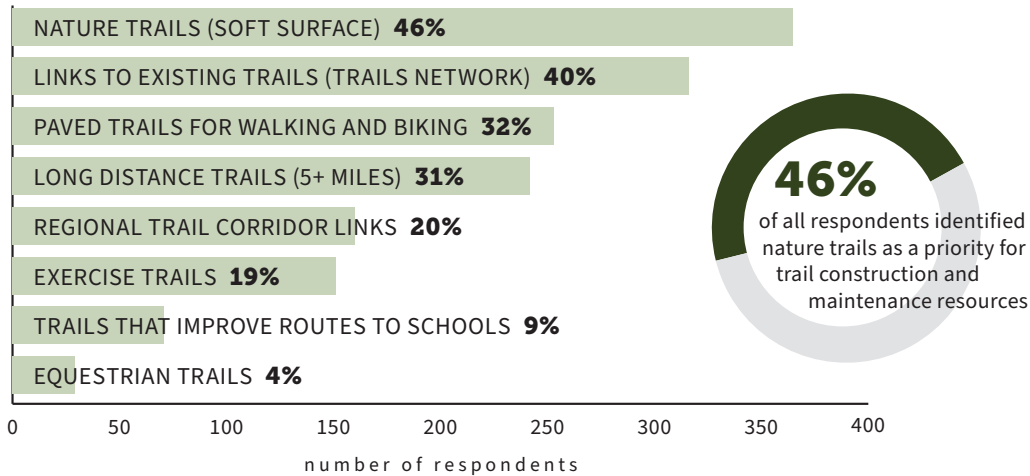 NATURE TRAILS (SOFT SURFACE) 46%
LINKS TO EXISTING TRAILS (TRAILS NETWORK) 40%
PAVED TRAILS FOR WALKING AND BIKING 32%
LONG DISTANCE TRAILS (5+ MILES) 31%
REGIONAL TRAIL CORRIDOR LINKS 20%
EXERCISE TRAILS 19%
TRAILS THAT IMPROVE ROUTES TO SCHOOLS 9%
EQUESTRIAN TRAILS 4%
0 50 100 150 200 250 300 350 400
number of respondents
46%
of all respondents identified
nature trails as a priority for
trail construction and
maintenance resources